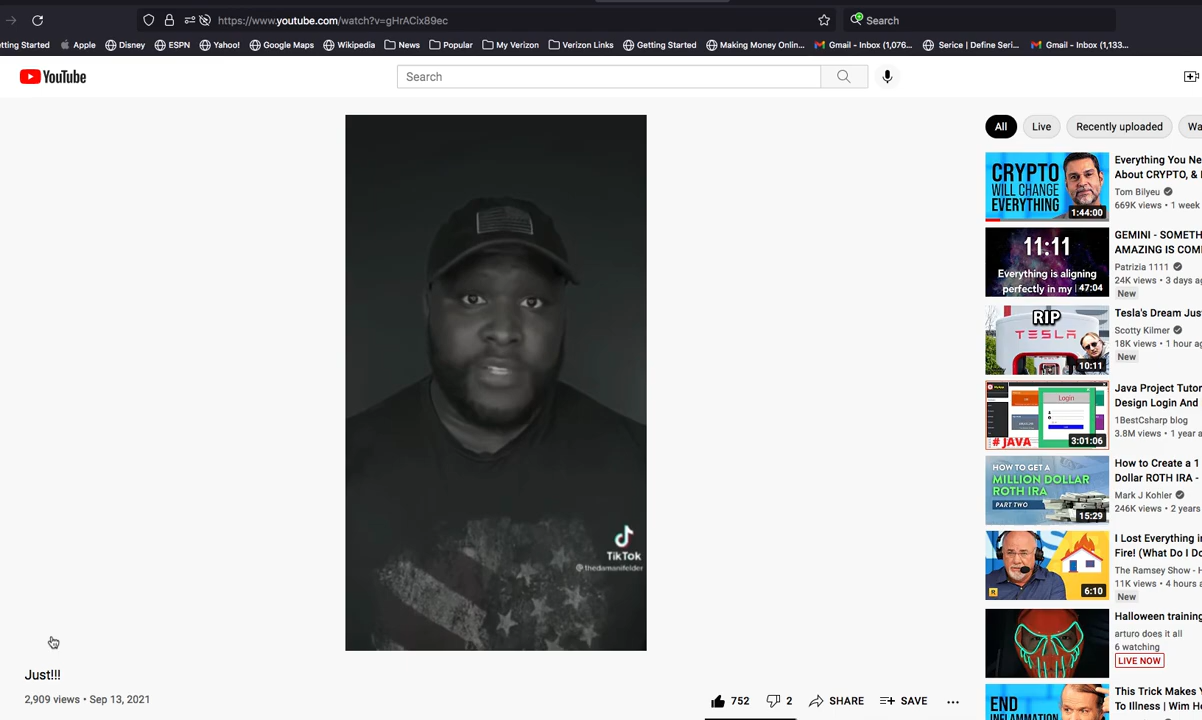 https://www.youtube.com/watch?v=gHrACix89ec
Search
tting Started Apple Disney ESPN Yahoo! Google Maps Wikipedia News Popular My Verizon Verizon Links Getting Started Making Money Onlin... Gmail - Inbox (1,076... Serice | Define Seri... Gmail - Inbox (1,133...
YouTube
Search
All Live Recently uploaded Wa
CRYPTO
WILL CHANGE
EVERYTHING
1:44:00
Everything You Ne
About CRYPTO, &
Tom Bilyeu
669K views • 1 week
11:11
Everything is aligning
perfectly in my
47:04
GEMINI - SOMETH
AMAZING IS COM
Patrizia 1111
24K views • 3 days a
New
RIP
TESLA
10:11
Tesla's Dream Jus
Scotty Kilmer
18K views • 1 hour a
New
Login
# JAVA
3:01:06
Java Project Tutor
Design Login And
1BestCsharp blog
3.8M views • 1 year a
HOW TO GET A
MILLION DOLLAR
ROTH IRA
PART TWO
15:29
How to Create a 1
Dollar ROTH IRA -
Mark J Kohler
246K views • 2 years
R
6:10
I Lost Everything in
Fire! (What Do I Do
The Ramsey Show - H
11K views • 4 hours a
New
Halloween training
arturo does it all
6 watching
LIVE NOW
END
INFLAMMATION
This Trick Makes Y
To Illness | Wim H
TikTok
@thedamanifelder
Just!!!
2,909 views • Sep 13, 2021
752 2 SHARE SAVE